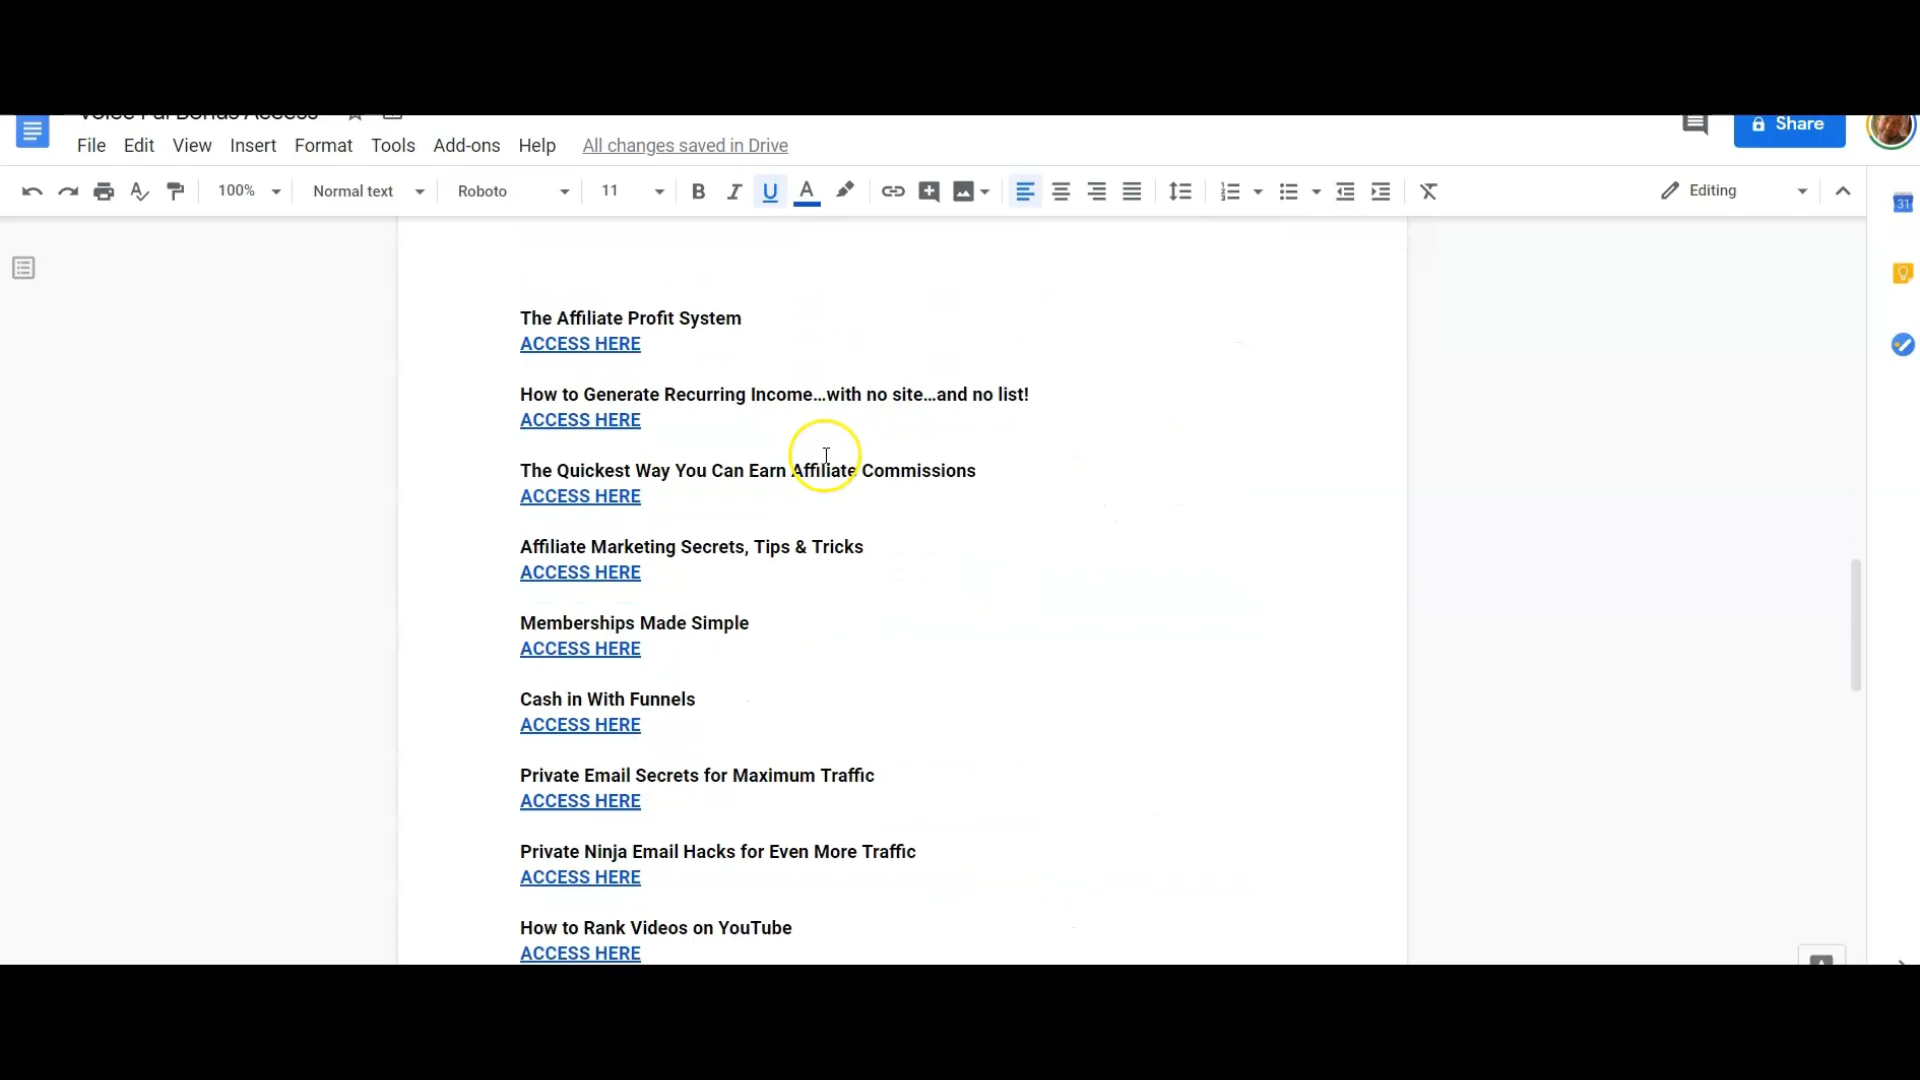 File Edit View Insert Format Tools Add-ons Help All changes saved in Drive
Share
100% Normal text Roboto 11 Editing
31
The Affiliate Profit System
ACCESS HERE
How to Generate Recurring Income...with no site...and no list!
ACCESS HERE
The Quickest Way You Can Earn Affiliate Commissions
ACCESS HERE
Affiliate Marketing Secrets, Tips & Tricks
ACCESS HERE
Memberships Made Simple
ACCESS HERE
Cash in With Funnels
ACCESS HERE
Private Email Secrets for Maximum Traffic
ACCESS HERE
Private Ninja Email Hacks for Even More Traffic
ACCESS HERE
How to Rank Videos on YouTube
ACCESS HERE